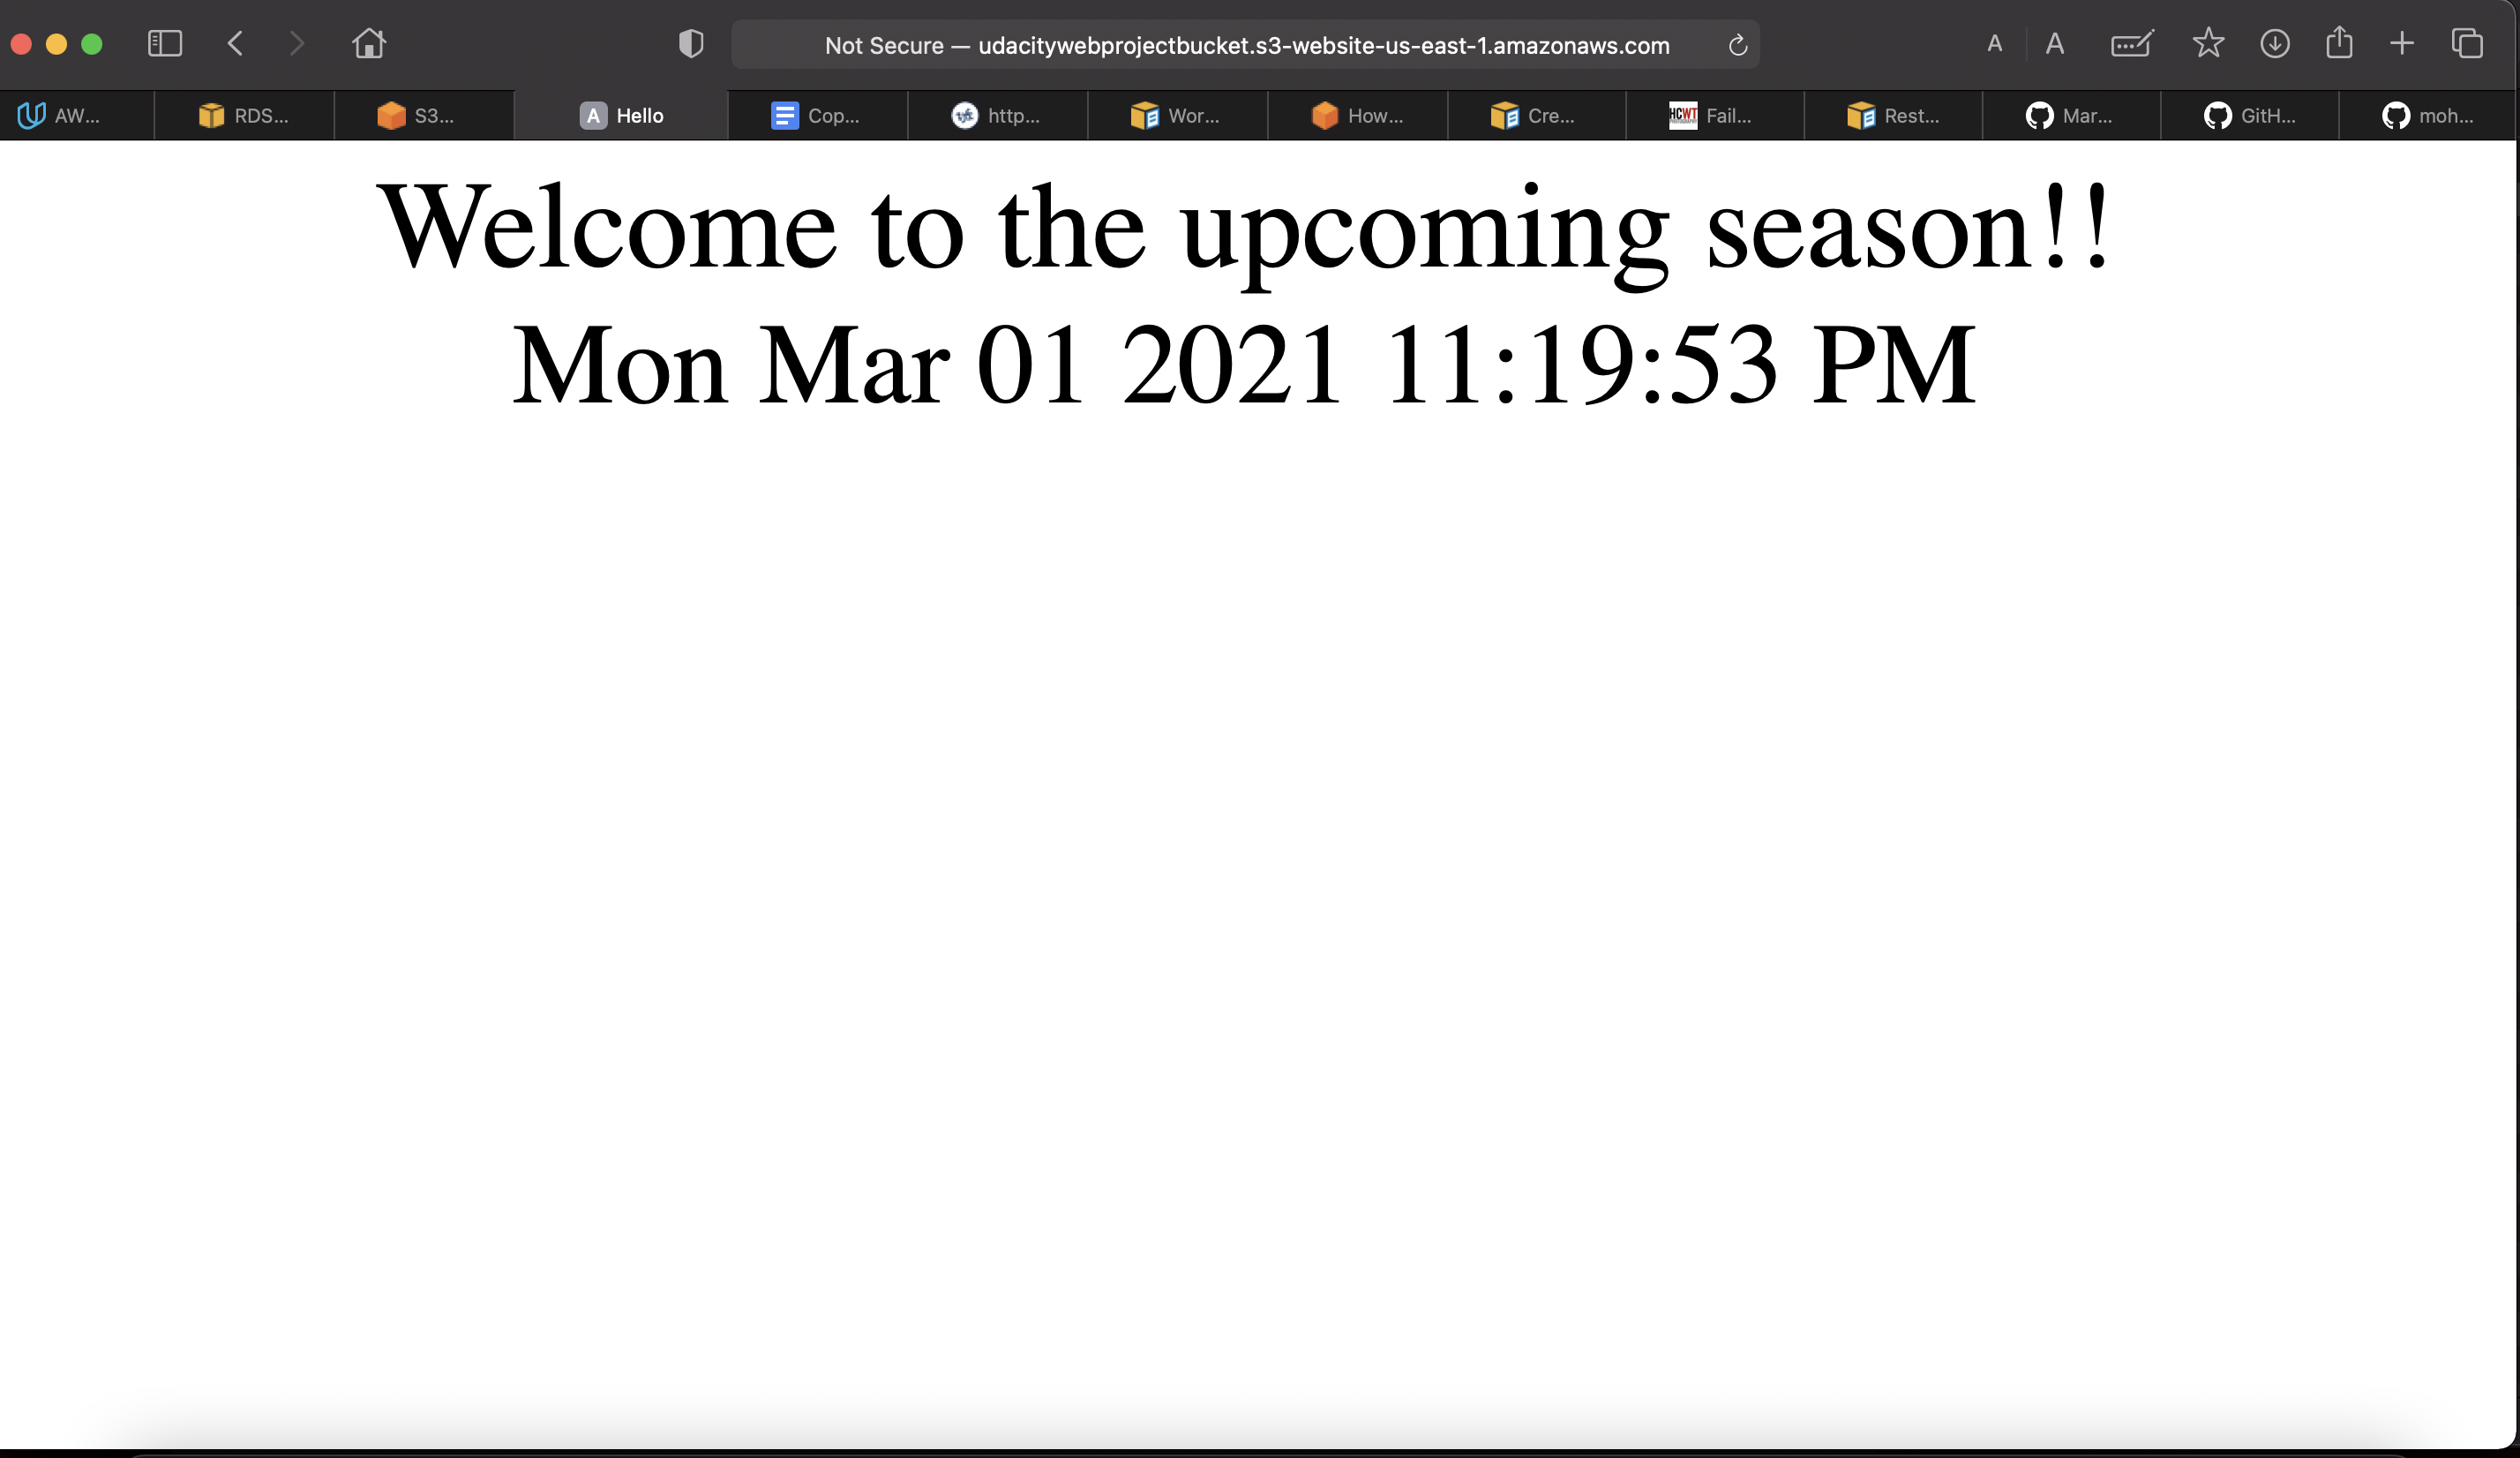 Not Secure — udacitywebprojectbucket.s3-website-us-east-1.amazonaws.com
A A
AW... RDS... S3... A Hello Cop... http... Wor... How... Cre... HCWT Fail... Rest... Mar... GitH... moh...
Welcome to the upcoming season!!
Mon Mar 01 2021 11:19:53 PM